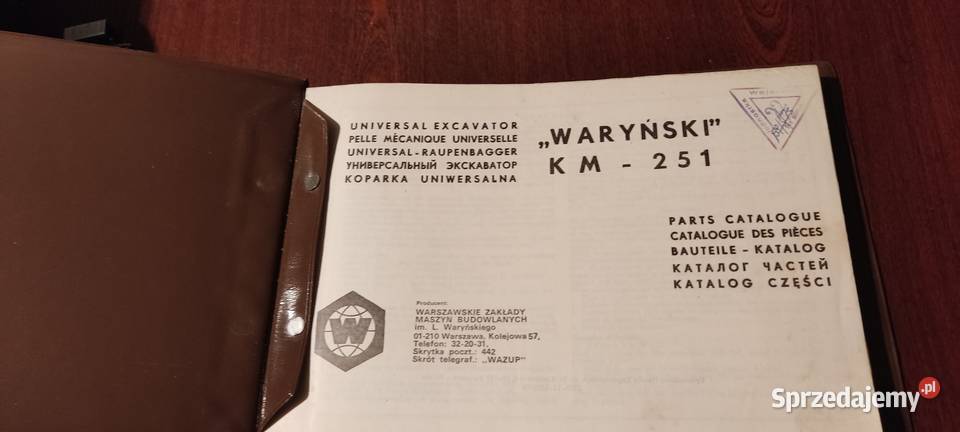 UNIVERSAL EXCAVATOR
PELLE MÉCANIQUE UNIVERSELLE
UNIVERSAL-RAUPENBAGGER
УНИВЕРСАЛЬНЫЙ ЭКСКАВАТОР
KOPARKA UNIWERSALNA
„WARYŃSKI”
KM - 251
PARTS CATALOGUE
CATALOGUE DES PIÈCES
BAUTEILE - KATALOG
КАТАЛОГ ЧАСТЕЙ
KATALOG CZĘŚCI
W
Producent:
WARSZAWSKIE ZAKŁADY
MASZYN BUDOWLANYCH
im. L. Waryńskiego
01-210 Warszawa, Kolejowa 57,
Telefon: 32-20-31,
Skrytka poczt.: 442
Skrót telegraf.: „WAZUP”
Sprzedajemy.pl